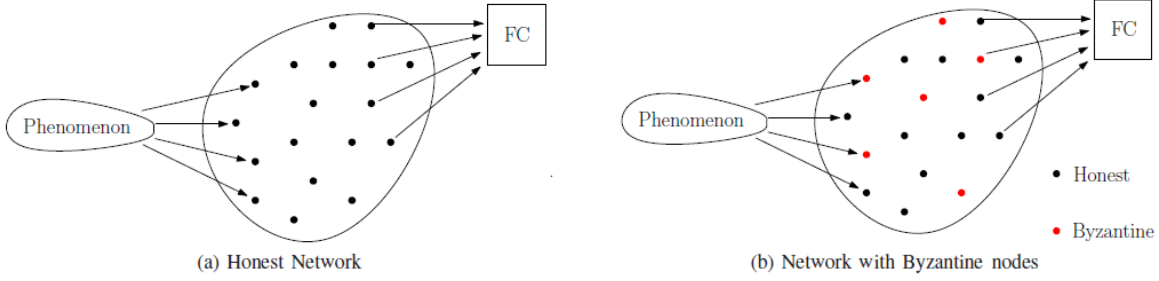 FC
Phenomenon
(a) Honest Network
FC
Phenomenon
Honest
Byzantine
(b) Network with Byzantine nodes